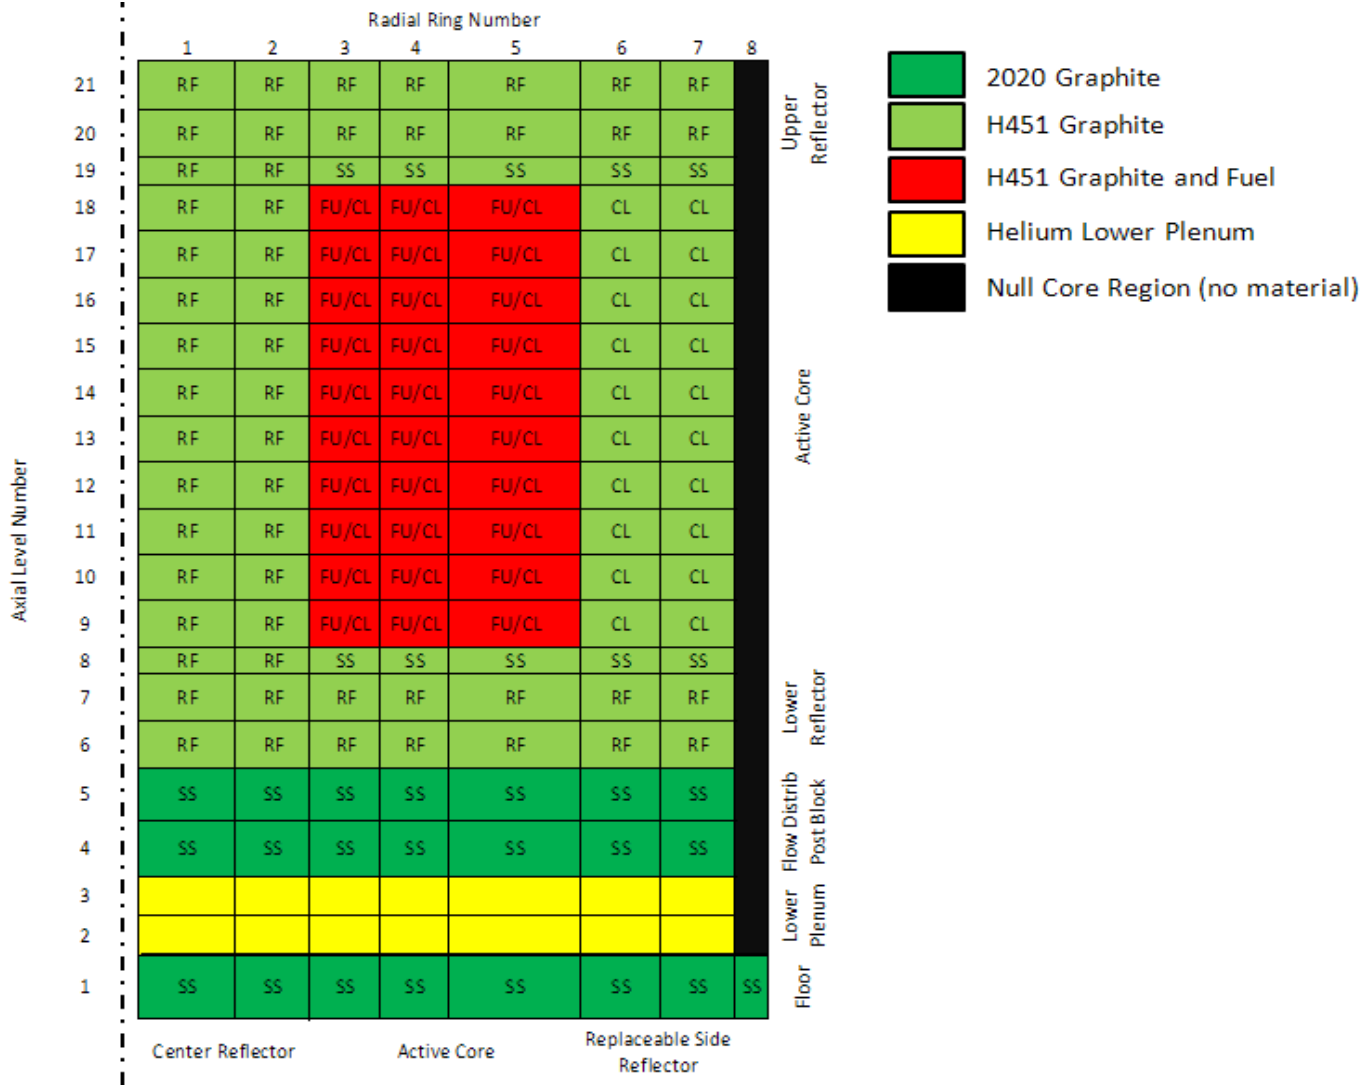 Radial Ring Number
1 2 3 4 5 6 7 8
21 RF RF RF RF RF RF RF
20 RF RF RF RF RF RF RF
19 RF RF SS SS SS SS SS
18 RF RF FU/CL FU/CL FU/CL CL CL
17 RF RF FU/CL FU/CL FU/CL CL CL
16 RF RF FU/CL FU/CL FU/CL CL CL
15 RF RF FU/CL FU/CL FU/CL CL CL
14 RF RF FU/CL FU/CL FU/CL CL CL
13 RF RF FU/CL FU/CL FU/CL CL CL
12 RF RF FU/CL FU/CL FU/CL CL CL
11 RF RF FU/CL FU/CL FU/CL CL CL
10 RF RF FU/CL FU/CL FU/CL CL CL
9 RF RF FU/CL FU/CL FU/CL CL CL
8 RF RF SS SS SS SS SS
7 RF RF RF RF RF RF RF
6 RF RF RF RF RF RF RF
5 SS SS SS SS SS SS SS
4 SS SS SS SS SS SS SS
3
2
1 SS SS SS SS SS SS SS SS
Axial Level Number
Upper
Reflector
Active Core
Lower
Reflector
Flow Distrib
Post Block
Lower
Plenum
Floor
Center Reflector
Active Core
Replaceable Side
Reflector
2020 Graphite
H451 Graphite
H451 Graphite and Fuel
Helium Lower Plenum
Null Core Region (no material)